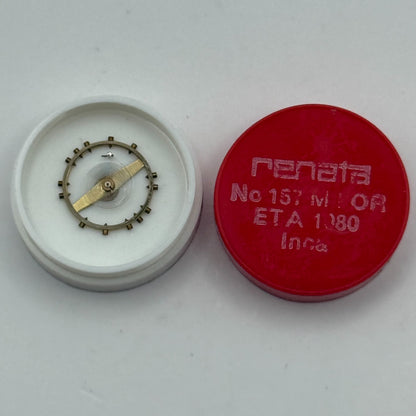 renata
No 157 M OR
ETA 1080
Inca